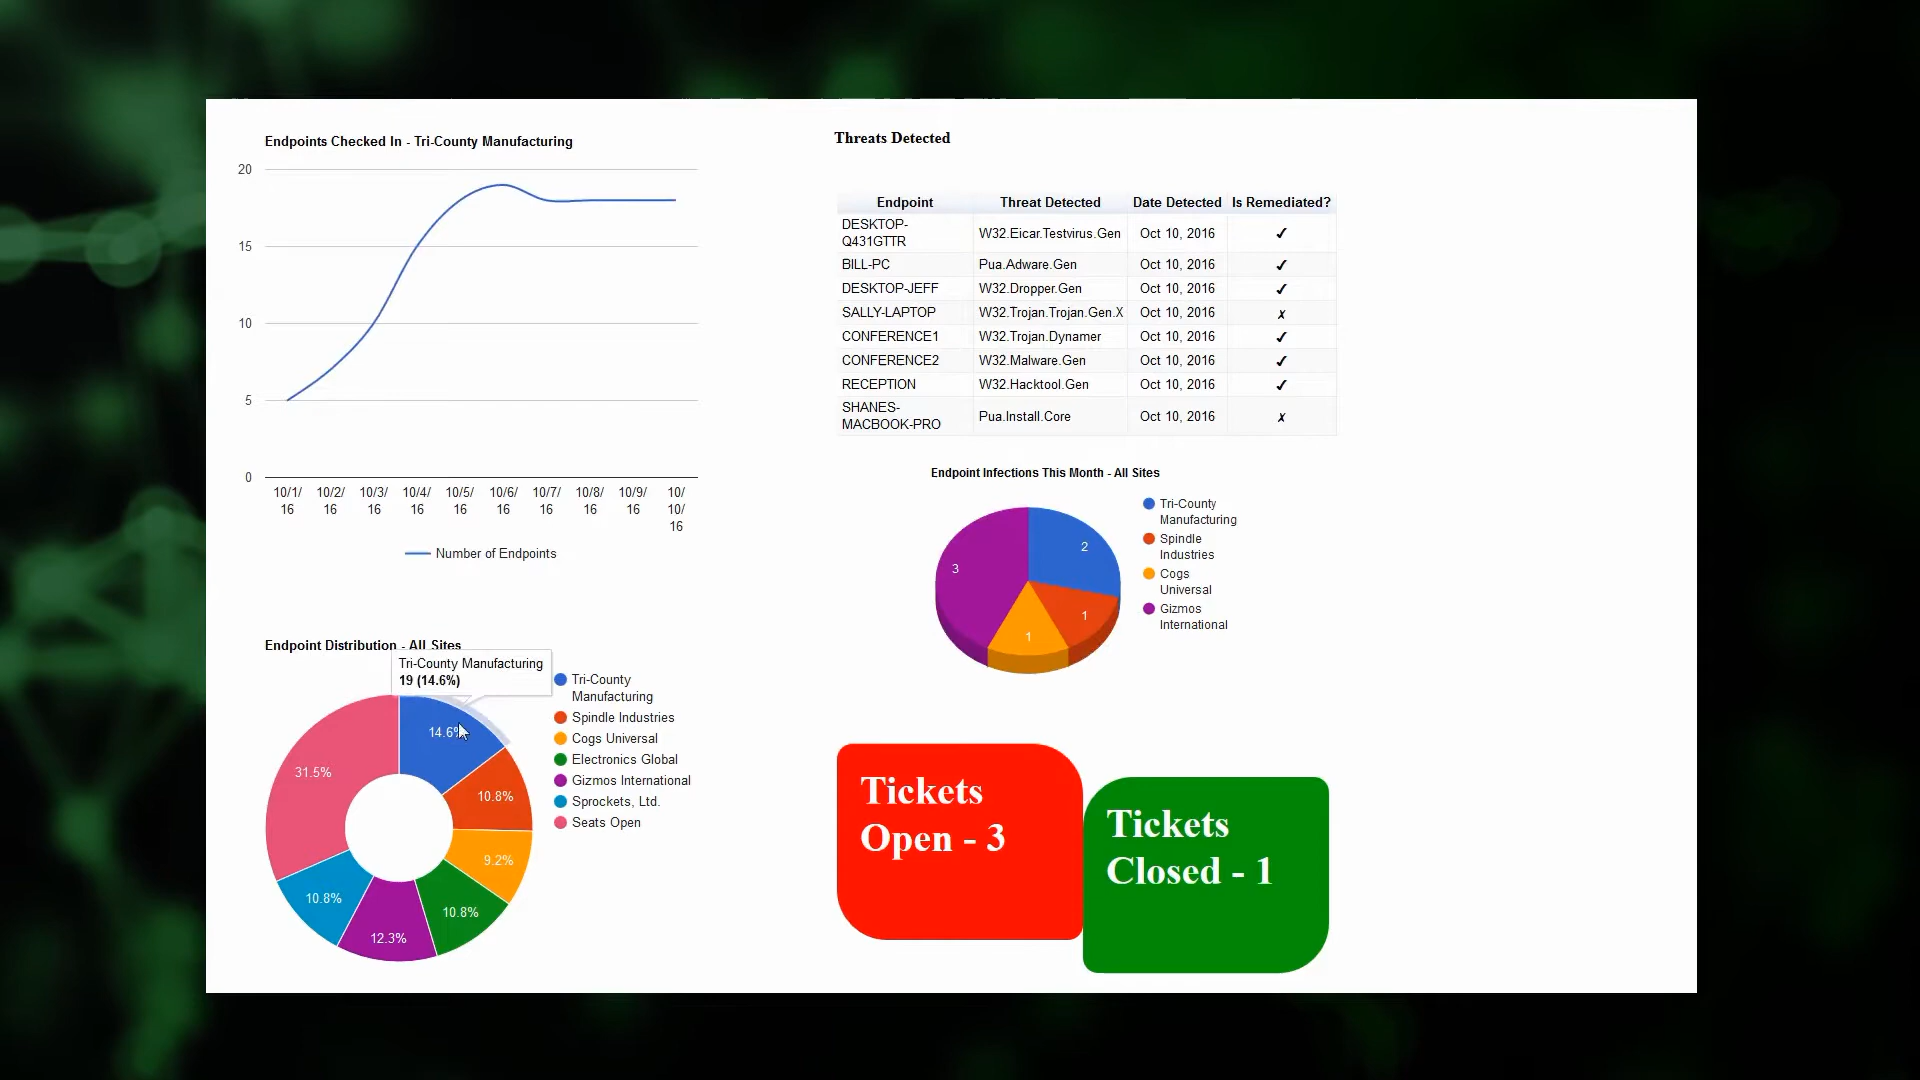 Endpoints Checked In - Tri-County Manufacturing
20
15
10
5
0
10/1/
16
10/2/
16
10/3/
16
10/4/
16
10/5/
16
10/6/
16
10/7/
16
10/8/
16
10/9/
16
10/
10/
16
Number of Endpoints
Threats Detected
Endpoint Threat Detected Date Detected Is Remediated?
DESKTOP-
Q431GTTR W32.Eicar.Testvirus.Gen Oct 10, 2016 ✓
BILL-PC Pua.Adware.Gen Oct 10, 2016 ✓
DESKTOP-JEFF W32.Dropper.Gen Oct 10, 2016 ✓
SALLY-LAPTOP W32.Trojan.Trojan.Gen.X Oct 10, 2016 ✗
CONFERENCE1 W32.Trojan.Dynamer Oct 10, 2016 ✓
CONFERENCE2 W32.Malware.Gen Oct 10, 2016 ✓
RECEPTION W32.Hacktool.Gen Oct 10, 2016 ✓
SHANES-
MACBOOK-PRO Pua.Install.Core Oct 10, 2016 ✗
Endpoint Infections This Month - All Sites
2
1
1
3
Tri-County
Manufacturing
Spindle
Industries
Cogs
Universal
Gizmos
International
Endpoint Distribution - All Sites
Tri-County Manufacturing
19 (14.6%)
14.6%
10.8%
9.2%
10.8%
12.3%
10.8%
31.5%
Tri-County
Manufacturing
Spindle Industries
Cogs Universal
Electronics Global
Gizmos International
Sprockets, Ltd.
Seats Open
Tickets
Open - 3
Tickets
Closed - 1